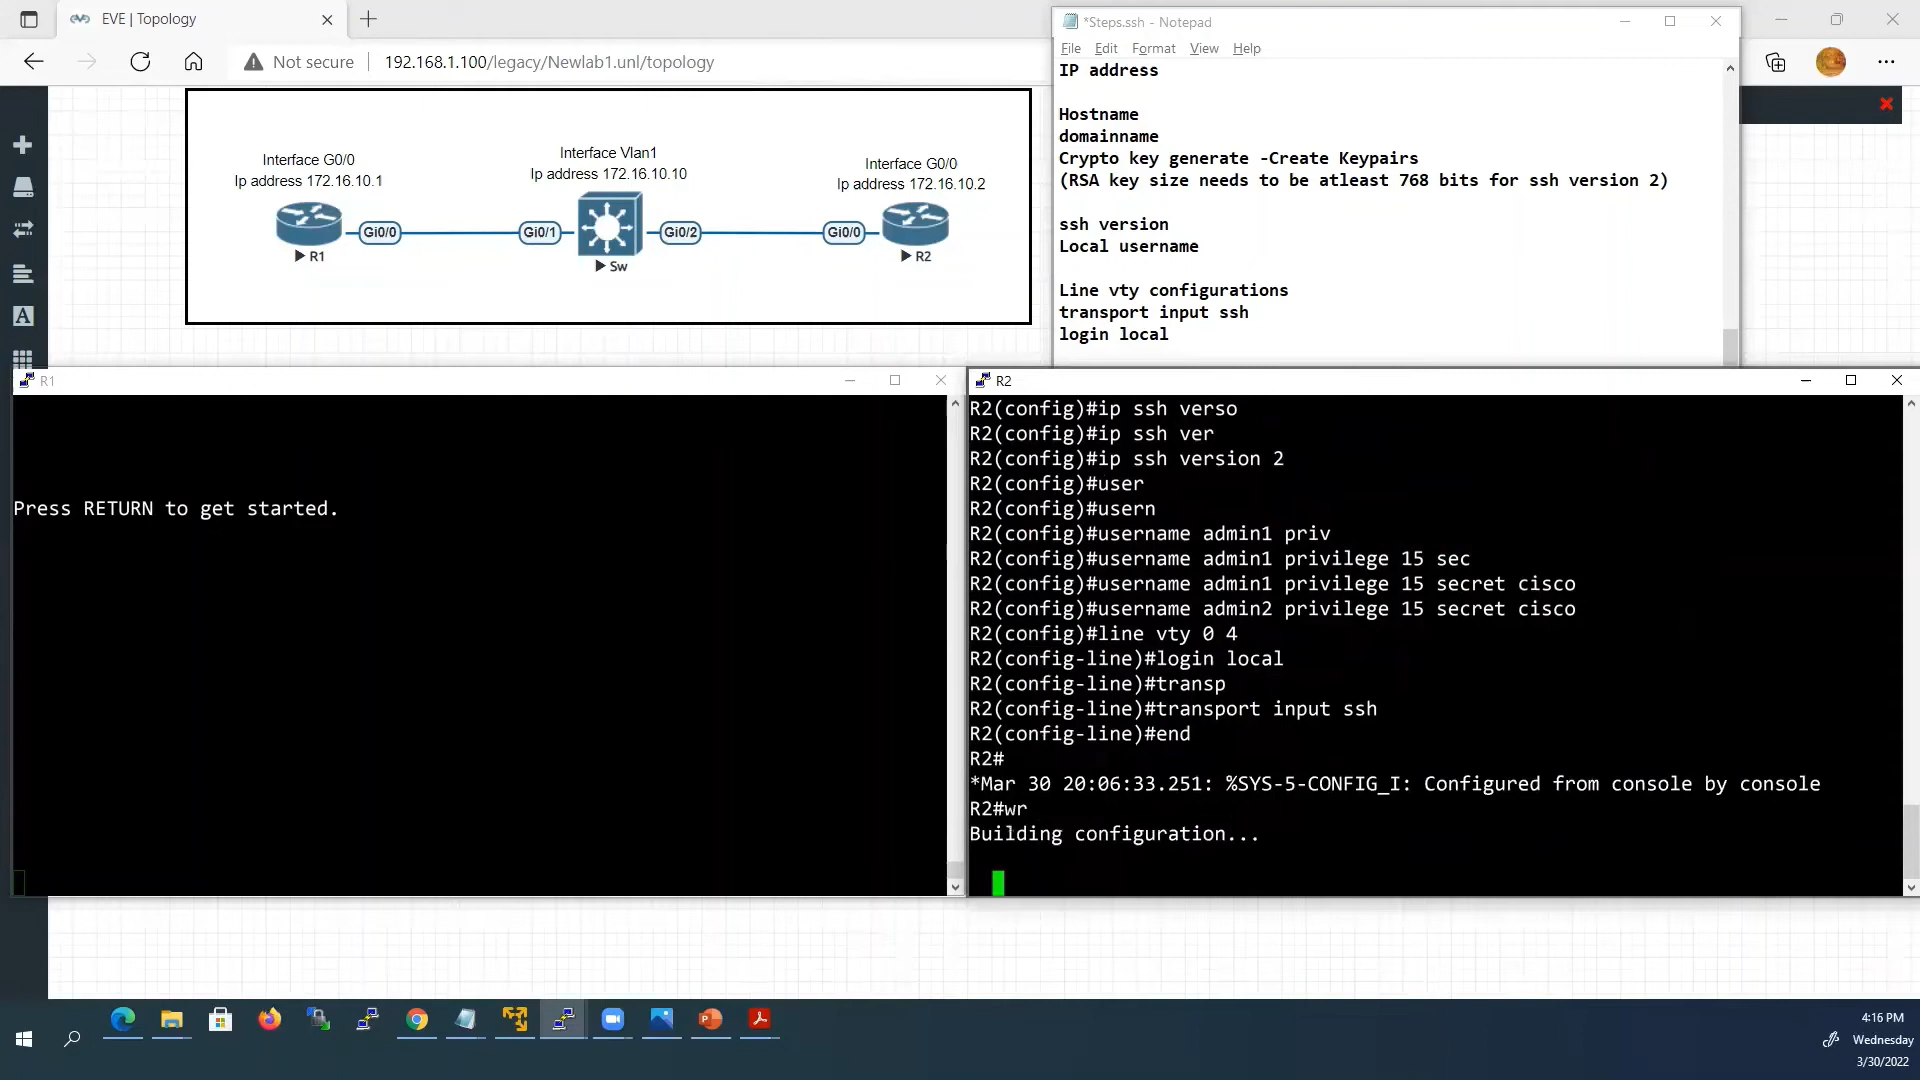 EVE | Topology
Not secure
192.168.1.100/legacy/Newlab1.unl/topology
*Steps.ssh - Notepad
File Edit Format View Help
IP address
Hostname
domainname
Crypto key generate -Create Keypairs
(RSA key size needs to be atleast 768 bits for ssh version 2)
ssh version
Local username
Line vty configurations
transport input ssh
login local
Interface G0/0
Ip address 172.16.10.1
Interface Vlan1
Ip address 172.16.10.10
Interface G0/0
Ip address 172.16.10.2
Gi0/0
Gi0/1
Gi0/2
Gi0/0
R1
Sw
R2
A
R1
Press RETURN to get started.
R2
R2(config)#ip ssh verso
R2(config)#ip ssh ver
R2(config)#ip ssh version 2
R2(config)#user
R2(config)#usern
R2(config)#username admin1 priv
R2(config)#username admin1 privilege 15 sec
R2(config)#username admin1 privilege 15 secret cisco
R2(config)#username admin2 privilege 15 secret cisco
R2(config)#line vty 0 4
R2(config-line)#login local
R2(config-line)#transp
R2(config-line)#transport input ssh
R2(config-line)#end
R2#
*Mar 30 20:06:33.251: %SYS-5-CONFIG_I: Configured from console by console
R2#wr
Building configuration...
4:16 PM
Wednesday
3/30/2022